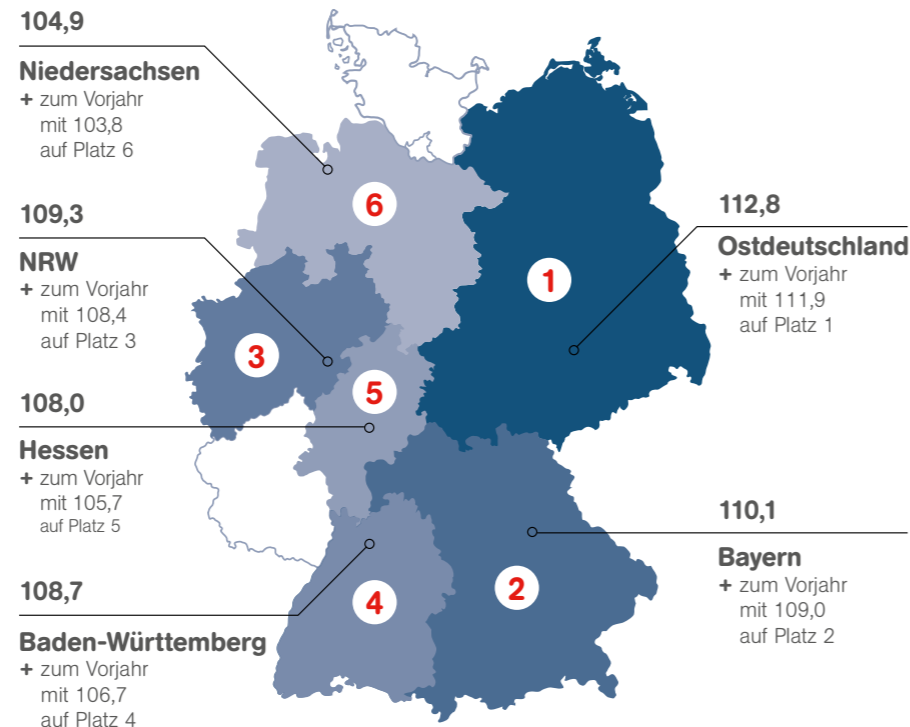 104,9
Niedersachsen
+ zum Vorjahr
mit 103,8
auf Platz 6
109,3
NRW
+ zum Vorjahr
mit 108,4
auf Platz 3
108,0
Hessen
+ zum Vorjahr
mit 105,7
auf Platz 5
108,7
Baden-Württemberg
+ zum Vorjahr
mit 106,7
auf Platz 4
6
3
5
4
1
2
112,8
Ostdeutschland
+ zum Vorjahr
mit 111,9
auf Platz 1
110,1
Bayern
+ zum Vorjahr
mit 109,0
auf Platz 2